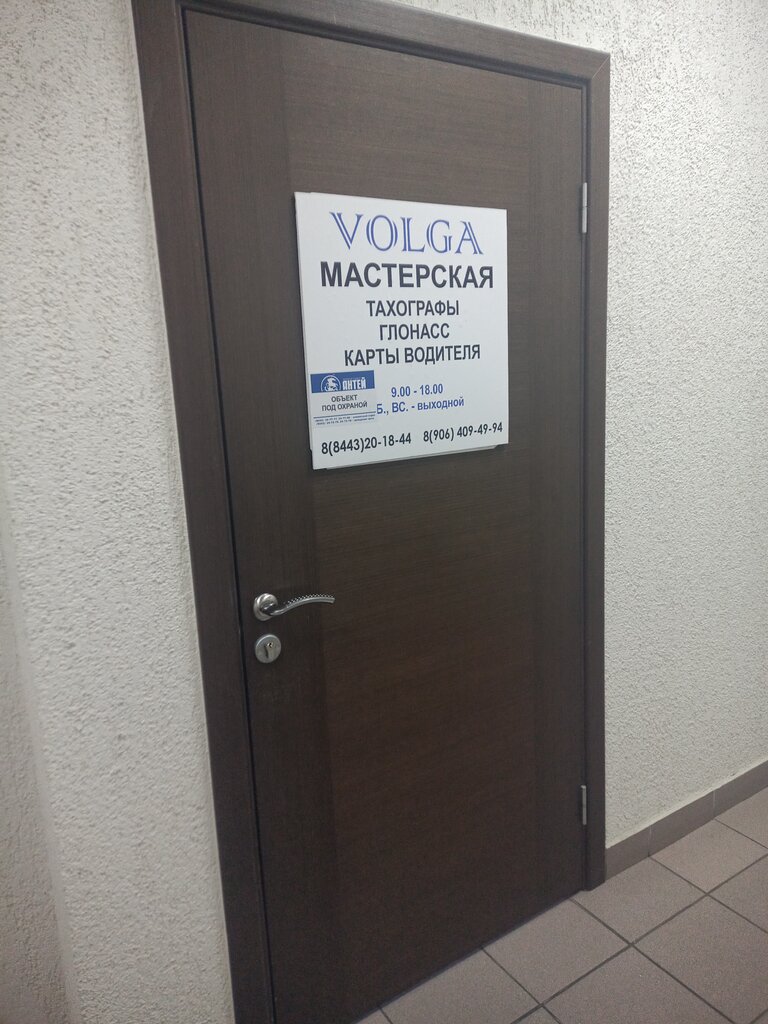 VOLGA
МАСТЕРСКАЯ
ТАХОГРАФЫ
ГЛОНАСС
КАРТЫ ВОДИТЕЛЯ
АНТЕЙ
ОБЪЕКТ
ПОД ОХРАНОЙ
9.00 - 18.00
Б., ВС. - выходной
8(8443)20-18-44 8(906) 409-49-94